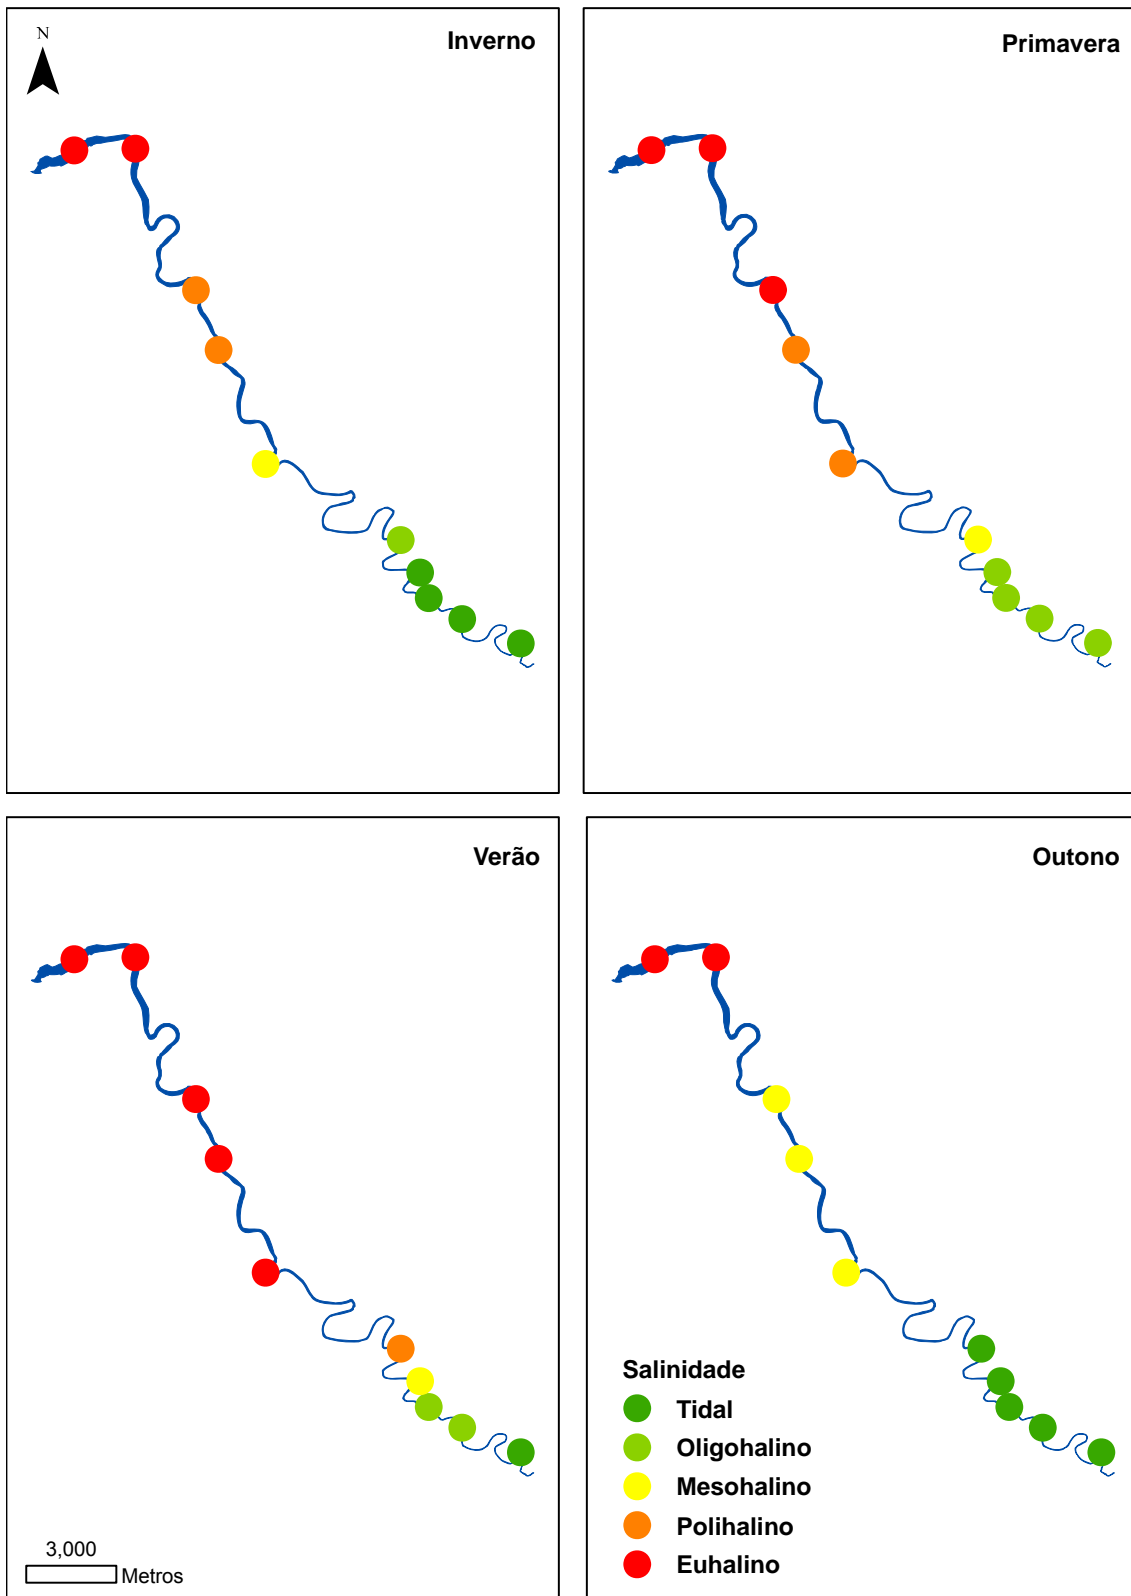 N
Inverno
Primavera
Verão
3,000
Metros
Outono
Salinidade
Tidal
Oligohalino
Mesohalino
Polihalino
Euhalino